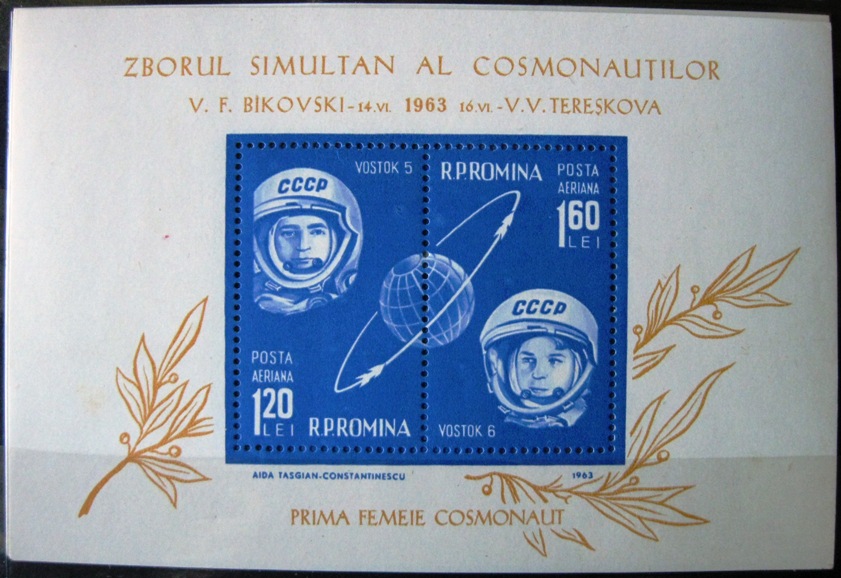 ZBORUL SIMULTAN AL COSMONAUȚILOR
V. F. BÎKOVSKI - 14.VI. 1963 16.VI. - V. V. TEREȘKOVA
CCCP
VOSTOK 5
POSTA
AERIANA
1.20
LEI
R.P.ROMINA
R.P.ROMINA
POSTA
AERIANA
1.60
LEI
CCCP
VOSTOK 6
AIDA TASGIAN-CONSTANTINESCU
1963
PRIMA FEMEIE COSMONAUT